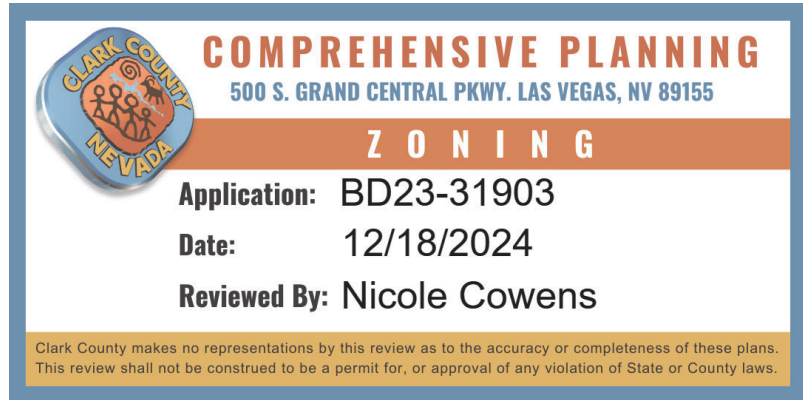 CLARK COUNTY
NEVADA
COMPREHENSIVE PLANNING
500 S. GRAND CENTRAL PKWY. LAS VEGAS, NV 89155
ZONING
Application: BD23-31903
Date: 12/18/2024
Reviewed By: Nicole Cowens
Clark County makes no representations by this review as to the accuracy or completeness of these plans.
This review shall not be construed to be a permit for, or approval of any violation of State or County laws.